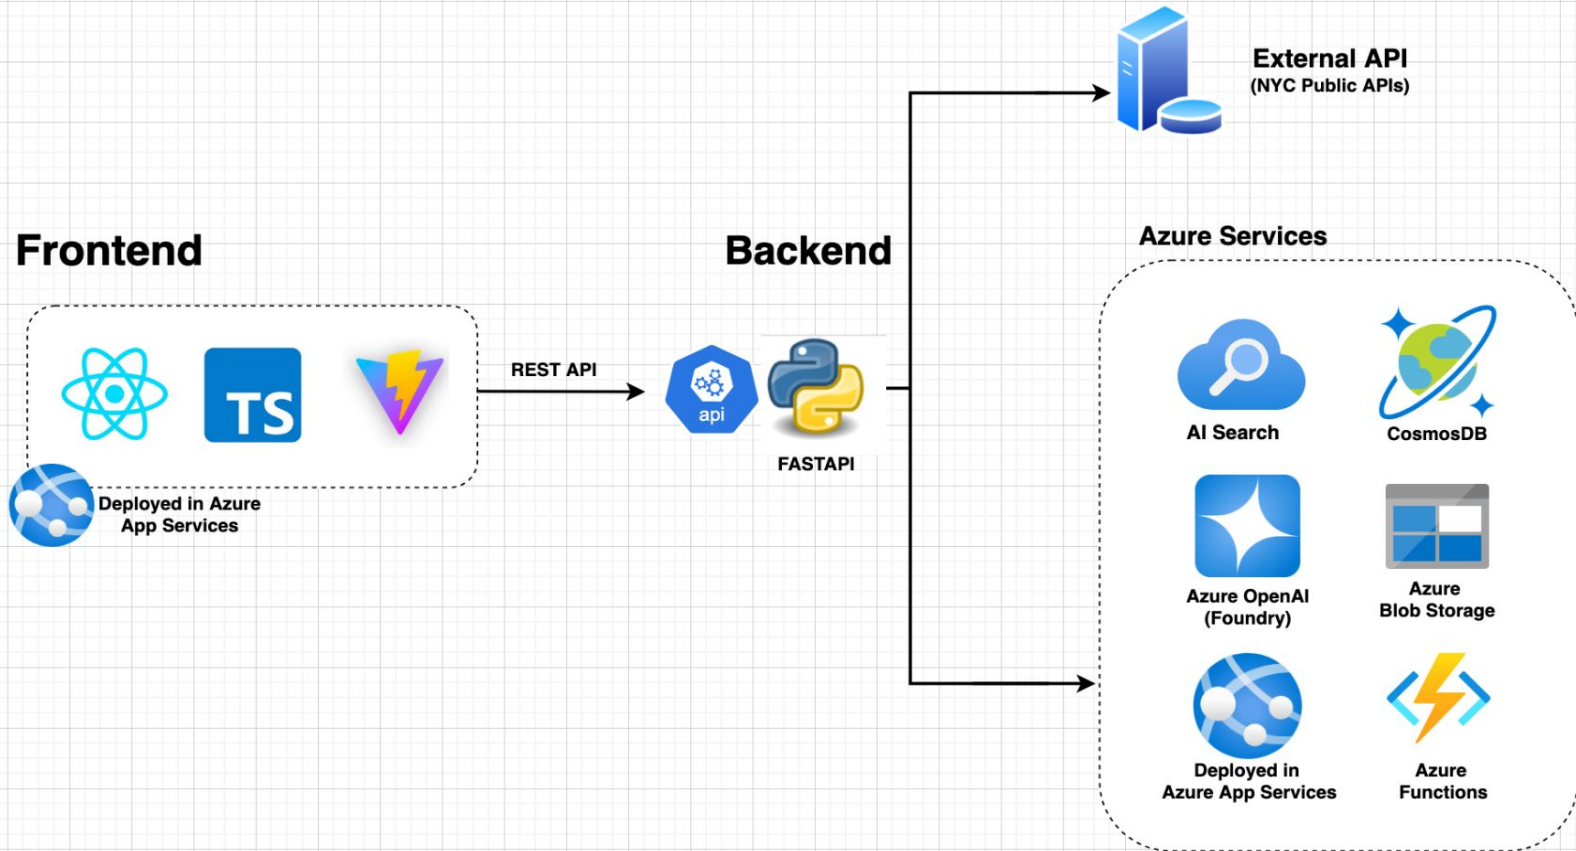 External API
(NYC Public APIs)
Frontend
Backend
Azure Services
REST API
TS
api
FASTAPI
AI Search
CosmosDB
Deployed in Azure
App Services
Azure OpenAI
(Foundry)
Azure
Blob Storage
Deployed in
Azure App Services
Azure
Functions